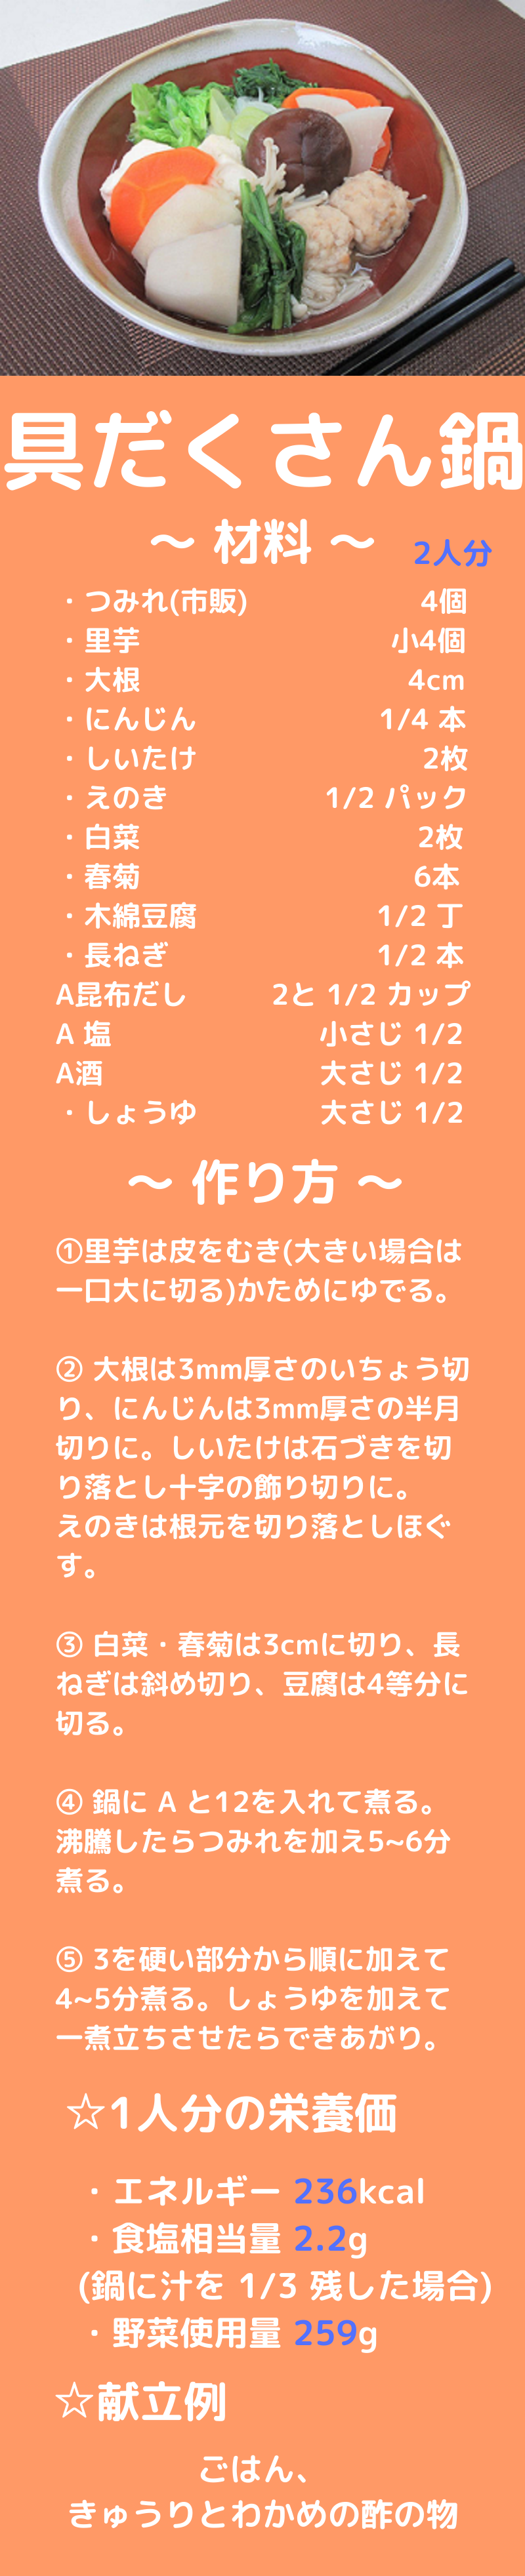 具だくさん鍋
～ 材料 ～ 2人分
・つみれ(市販) 4個
・里芋 小4個
・大根 4cm
・にんじん 1/4 本
・しいたけ 2枚
・えのき 1/2 パック
・白菜 2枚
・春菊 6本
・木綿豆腐 1/2 丁
・長ねぎ 1/2 本
A昆布だし 2と 1/2 カップ
A 塩 小さじ 1/2
A酒 大さじ 1/2
・しょうゆ 大さじ 1/2
～ 作り方 ～
①里芋は皮をむき(大きい場合は
一口大に切る)かためにゆでる。
② 大根は3mm厚さのいちょう切
り、にんじんは3mm厚さの半月
切りに。しいたけは石づきを切
り落とし十字の飾り切りに。
えのきは根元を切り落としほぐ
す。
③ 白菜・春菊は3cmに切り、長
ねぎは斜め切り、豆腐は4等分に
切る。
④ 鍋に A と12を入れて煮る。
沸騰したらつみれを加え5~6分
煮る。
⑤ 3を硬い部分から順に加えて
4~5分煮る。しょうゆを加えて
一煮立ちさせたらできあがり。
☆1人分の栄養価
・エネルギー 236kcal
・食塩相当量 2.2g
(鍋に汁を 1/3 残した場合)
・野菜使用量 259g
☆献立例
ごはん、
きゅうりとわかめの酢の物